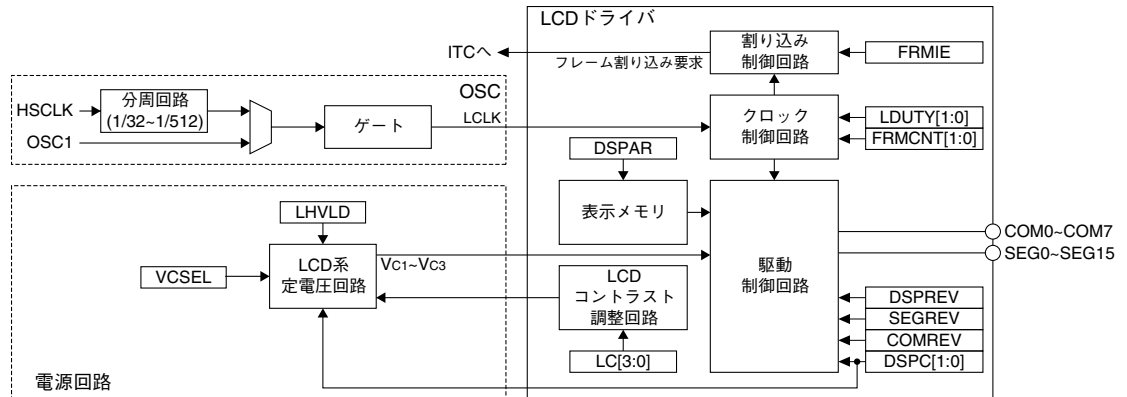 LCDドライバ
ITCへ
フレーム割り込み要求
割り込み
制御回路
FRMIE
OSC
HSCLK
分周回路
(1/32~1/512)
OSC1
ゲート
LCLK
クロック
制御回路
LDUTY[1:0]
FRMCNT[1:0]
DSPAR
表示メモリ
LHVLD
VCSEL
LCD系
定電圧回路
VC1~VC3
LCD
コントラスト
調整回路
LC[3:0]
駆動
制御回路
COM0~COM7
SEG0~SEG15
DSPREV
SEGREV
COMREV
DSPC[1:0]
電源回路